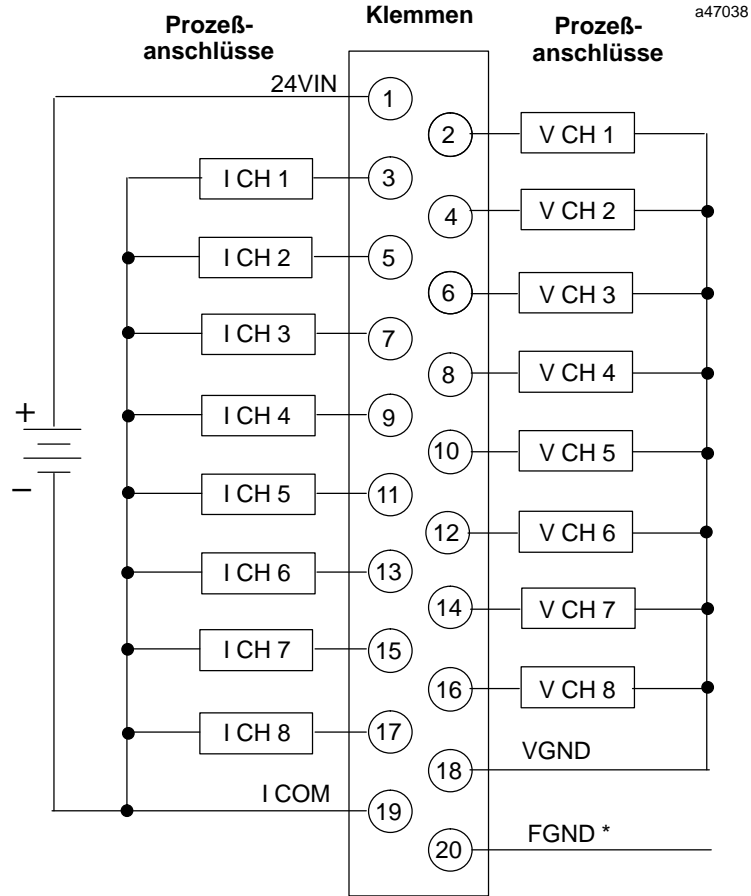 a47038
Prozeß-
anschlüsse
Klemmen
Prozeß-
anschlüsse
24VIN
1
2
V CH 1
I CH 1
3
4
V CH 2
I CH 2
5
6
V CH 3
I CH 3
7
8
V CH 4
+
I CH 4
9
10
V CH 5
–
I CH 5
11
12
V CH 6
I CH 6
13
14
V CH 7
I CH 7
15
16
V CH 8
I CH 8
17
18
VGND
I COM
19
20
FGND *